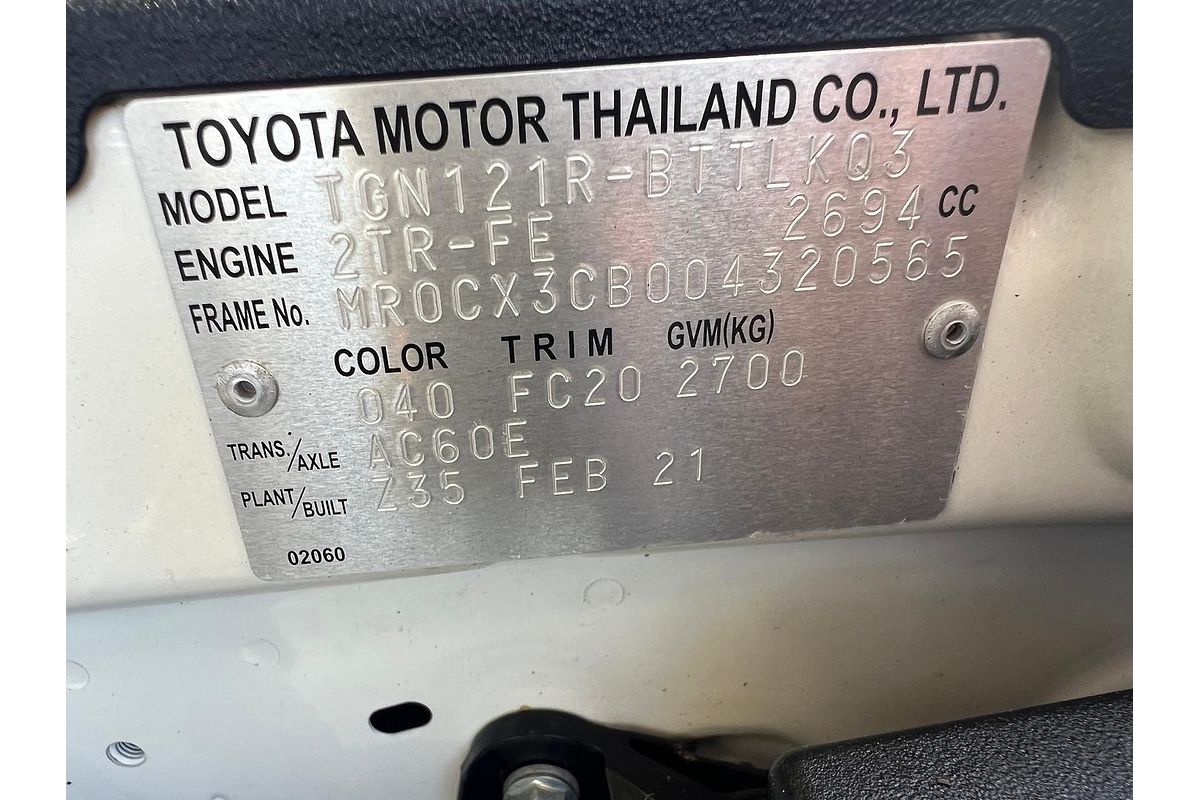 TOYOTA MOTOR THAILAND CO., LTD.
MODEL TGN121R-BTTLKQ3
ENGINE 2TR-FE 2694 CC
FRAME No. MR0CX3CB004320565
COLOR TRIM GVM(KG)
040 FC20 2700
TRANS./AXLE AC60E
PLANT/BUILT Z35 FEB 21
02060